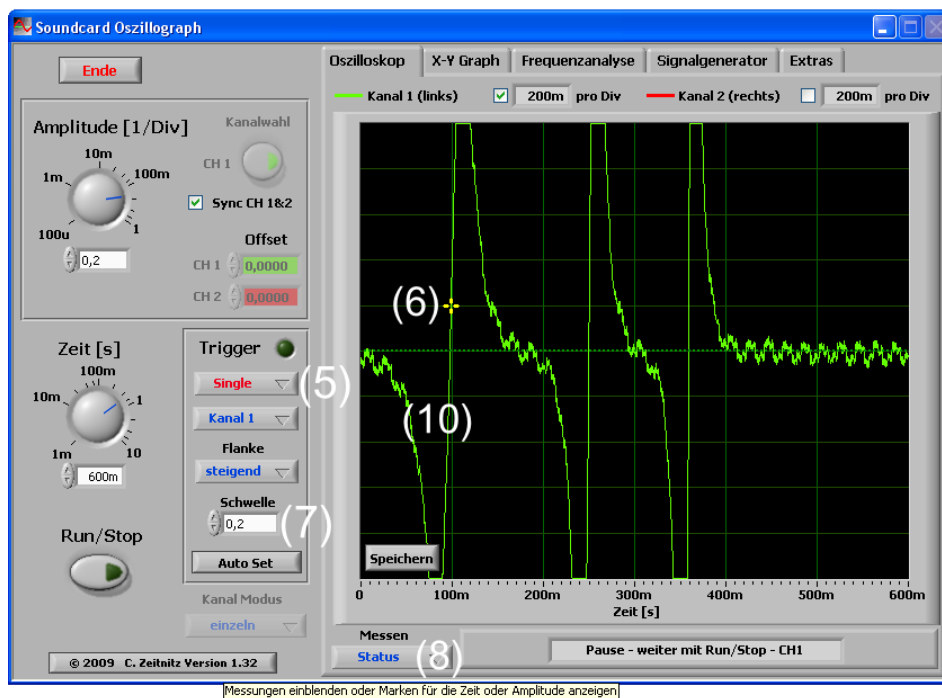 Soundcard Oszillograph
Ende
Amplitude [1/Div]
10m
1m
100m
100u
1
0,2
Kanalwahl
CH 1
Sync CH 1&2
Offset
CH 1 0,0000
CH 2 0,0000
Zeit [s]
100m
10m
1
1m
10
600m
Run/Stop
Trigger
Single
(5)
Kanal 1
Flanke
steigend
Schwelle
0,2
(7)
Auto Set
Kanal Modus
einzeln
© 2009 C. Zeitnitz Version 1.32
Oszilloskop X-Y Graph Frequenzanalyse Signalgenerator Extras
Kanal 1 (links) 200m pro Div Kanal 2 (rechts) 200m pro Div
(6)
(10)
Speichern
0 100m 200m 300m 400m 500m 600m
Zeit [s]
Messen
Status
(8)
Pause - weiter mit Run/Stop - CH1
Messungen einblenden oder Marken für die Zeit oder Amplitude anzeigen